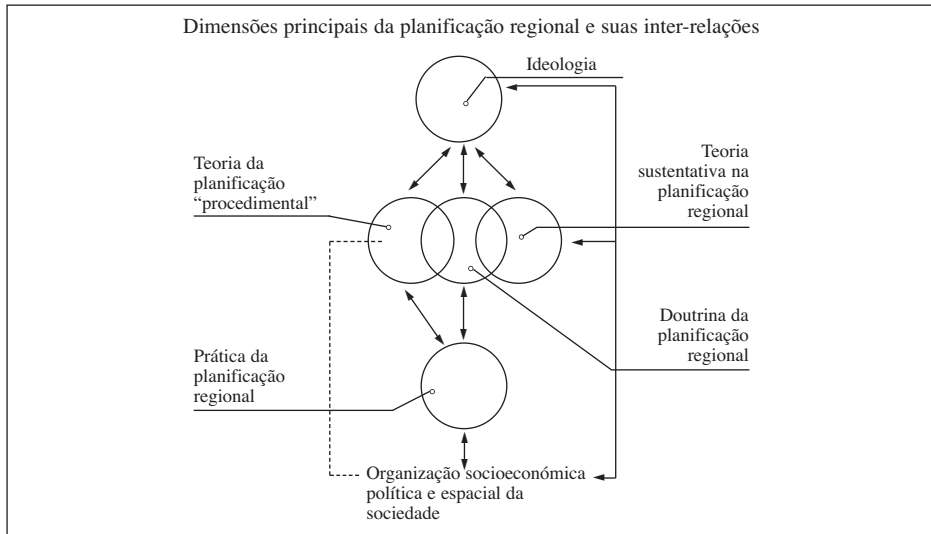 Dimensões principais da planificação regional e suas inter-relações
Ideologia
Teoria da
planificação
“procedimental”
Teoria
sustentativa na
planificação
regional
Doutrina da
planificação
regional
Prática da
planificação
regional
Organização socioeconómica
política e espacial da
sociedade